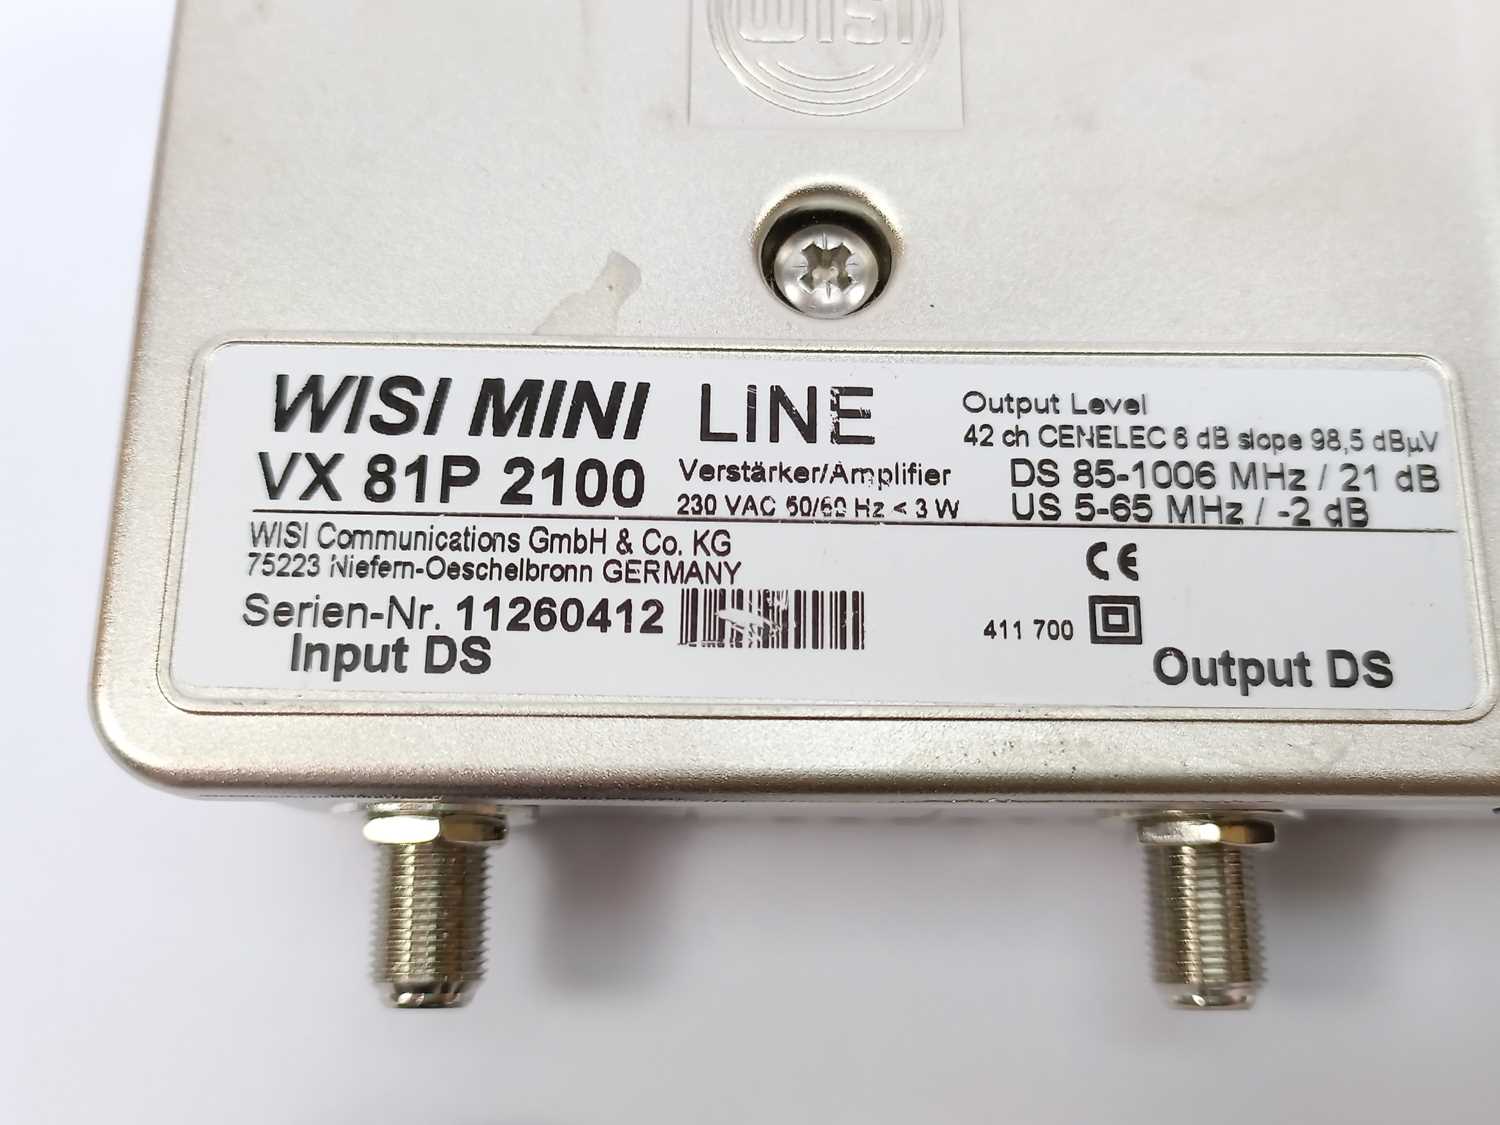 WISI
WISI MINI LINE
VX 81P 2100
Verstärker/Amplifier
230 VAC 50/60 Hz < 3 W
Output Level
42 ch CENELEC 6 dB slope 98,5 dBµV
DS 85-1006 MHz / 21 dB
US 5-65 MHz / -2 dB
WISI Communications GmbH & Co. KG
75223 Niefern-Oeschelbronn GERMANY
CE
Serien-Nr. 11260412
411 700
Input DS
Output DS